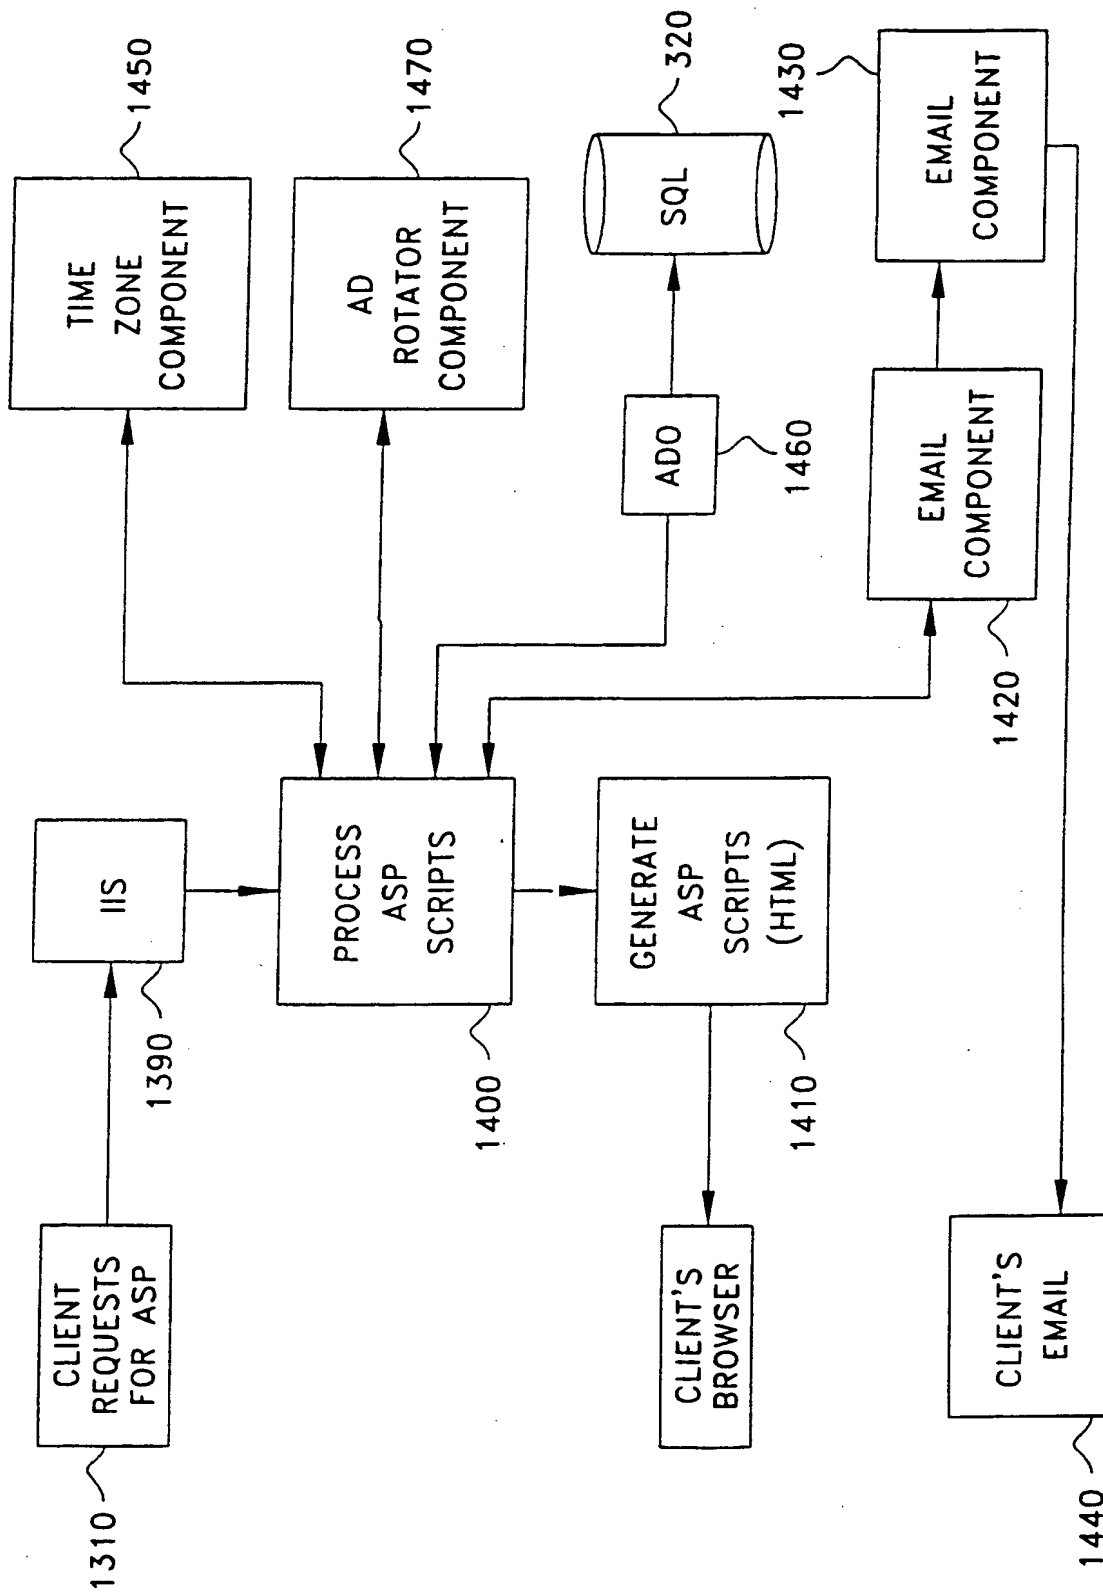 CLIENT
REQUESTS
FOR ASP
1310
IIS
1390
TIME
ZONE
COMPONENT
1450
PROCESS
ASP
SCRIPTS
1400
AD
ROTATOR
COMPONENT
1470
GENERATE
ASP
SCRIPTS
(HTML)
1410
ADO
1460
SQL
320
CLIENT'S
BROWSER
EMAIL
COMPONENT
1420
EMAIL
COMPONENT
1430
CLIENT'S
EMAIL
1440